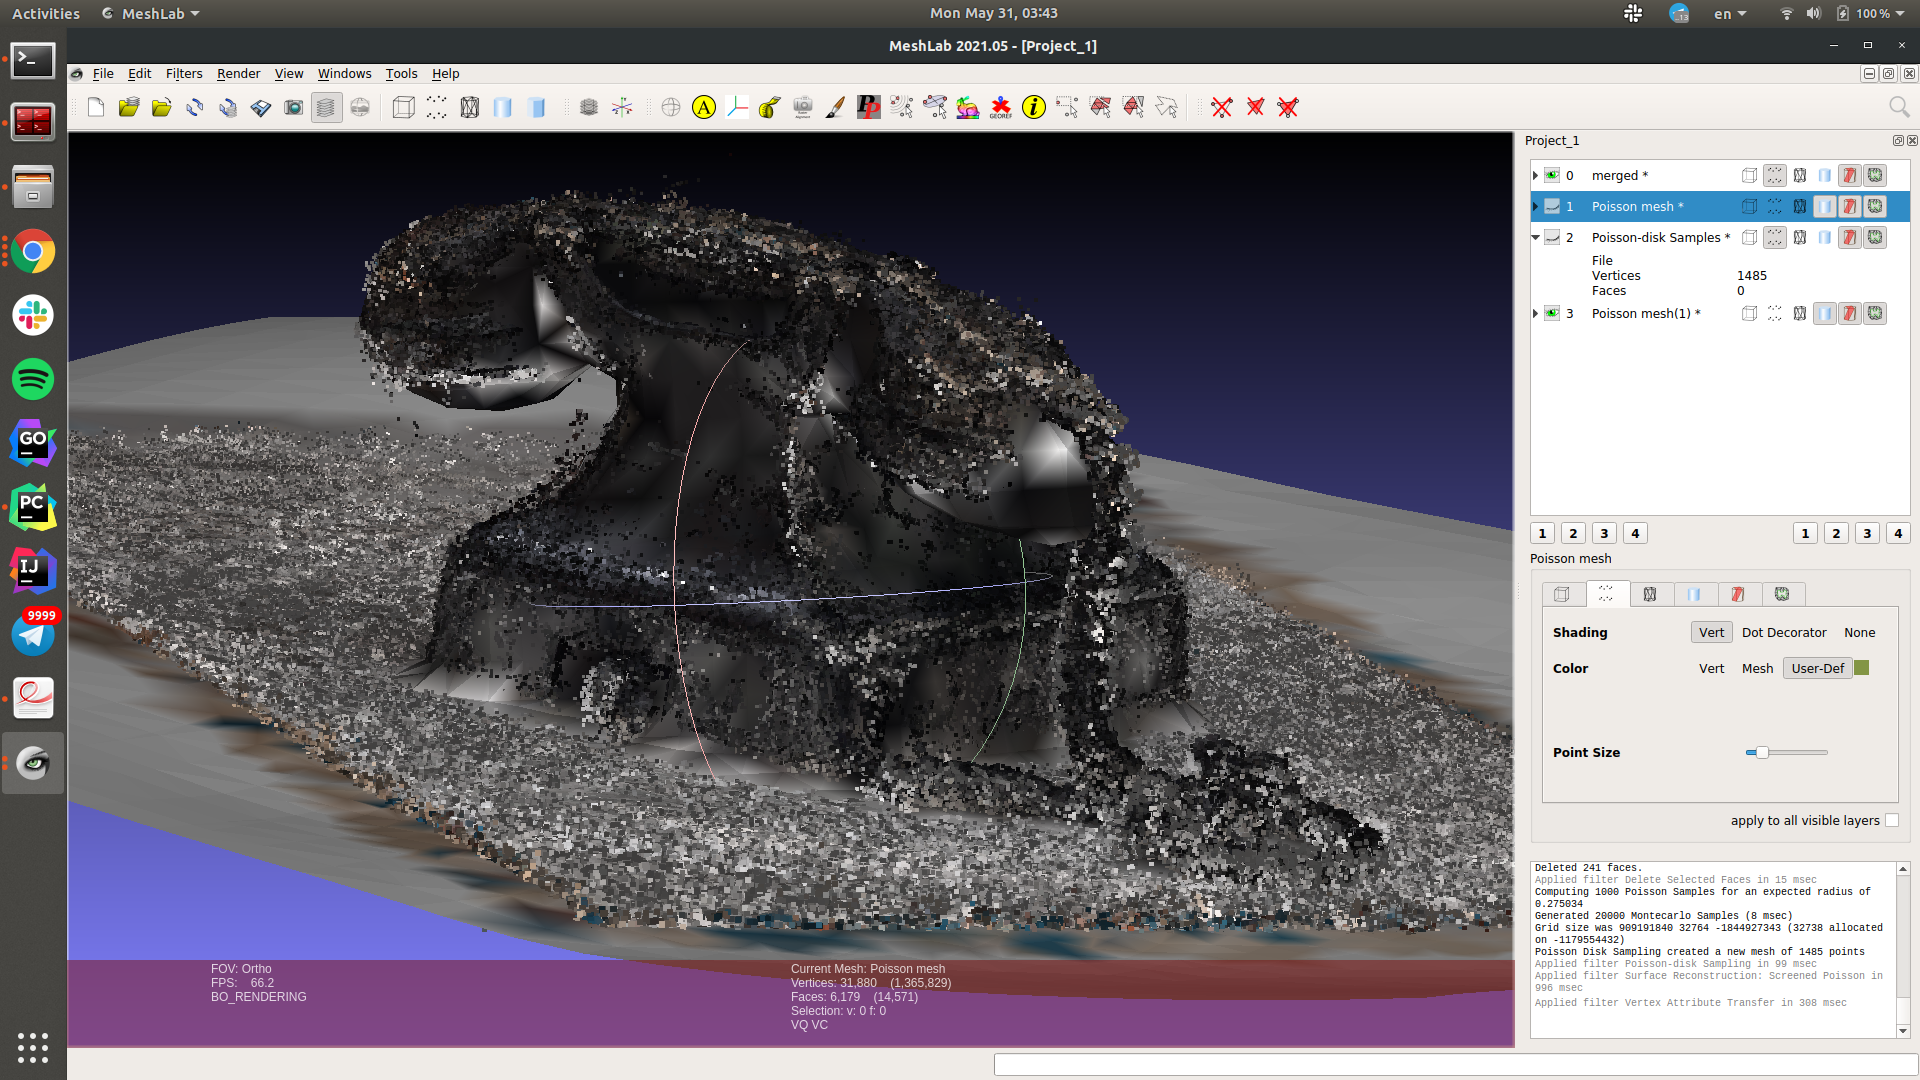 Activities
MeshLab
Mon May 31, 03:43
13
en
100 %
MeshLab 2021.05 - [Project_1]
File Edit Filters Render View Windows Tools Help
A
PP
GEOREF
i
Project_1
0 merged *
1 Poisson mesh *
2 Poisson-disk Samples *
File
Vertices 1485
Faces 0
3 Poisson mesh(1) *
1 2 3 4 1 2 3 4
Poisson mesh
Shading Vert Dot Decorator None
Color Vert Mesh User-Def
Point Size
apply to all visible layers
Deleted 241 faces.
Applied filter Delete Selected Faces in 15 msec
Computing 1000 Poisson Samples for an expected radius of
0.275034
Generated 20000 Montecarlo Samples (8 msec)
Grid size was 909191840 32764 -1844927343 (32738 allocated
on -1179554432)
Poisson Disk Sampling created a new mesh of 1485 points
Applied filter Poisson-disk Sampling in 99 msec
Applied filter Surface Reconstruction: Screened Poisson in
996 msec
Applied filter Vertex Attribute Transfer in 308 msec
FOV: Ortho
FPS: 66.2
BO_RENDERING
Current Mesh: Poisson mesh
Vertices: 31,880 (1,365,829)
Faces: 6,179 (14,571)
Selection: v: 0 f: 0
VQ VC
GO
PC
IJ
9999